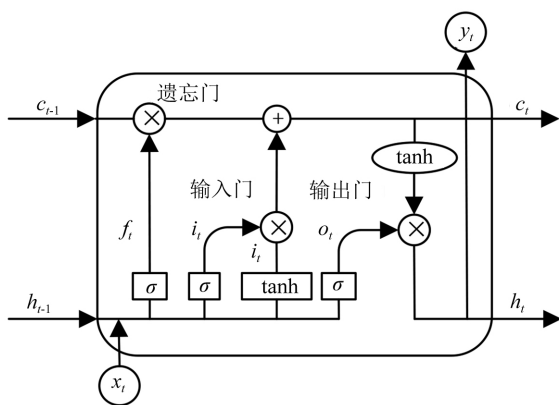 y_t
遗忘门
c_{t-1}
×
+
c_t
tanh
输入门
输出门
f_t
i_t
×
i_t
o_t
×
σ
σ
tanh
σ
h_{t-1}
h_t
x_t